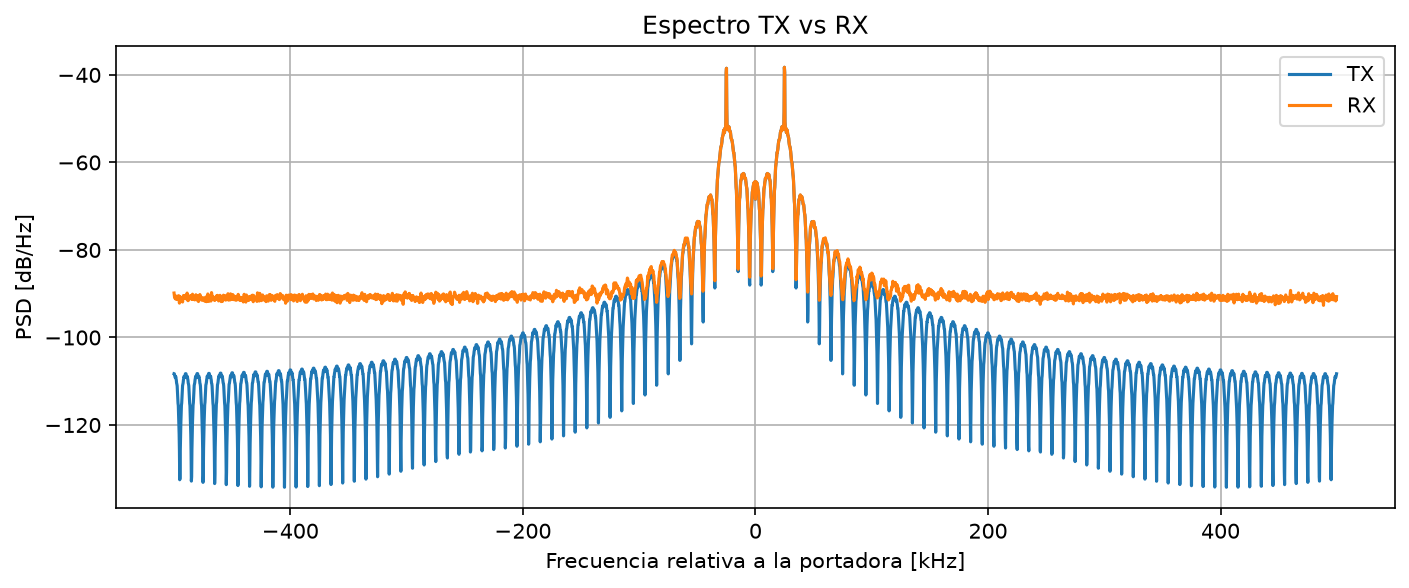 Espectro TX vs RX
TX
RX
PSD [dB/Hz]
−40
−60
−80
−100
−120
−400
−200
0
200
400
Frecuencia relativa a la portadora [kHz]